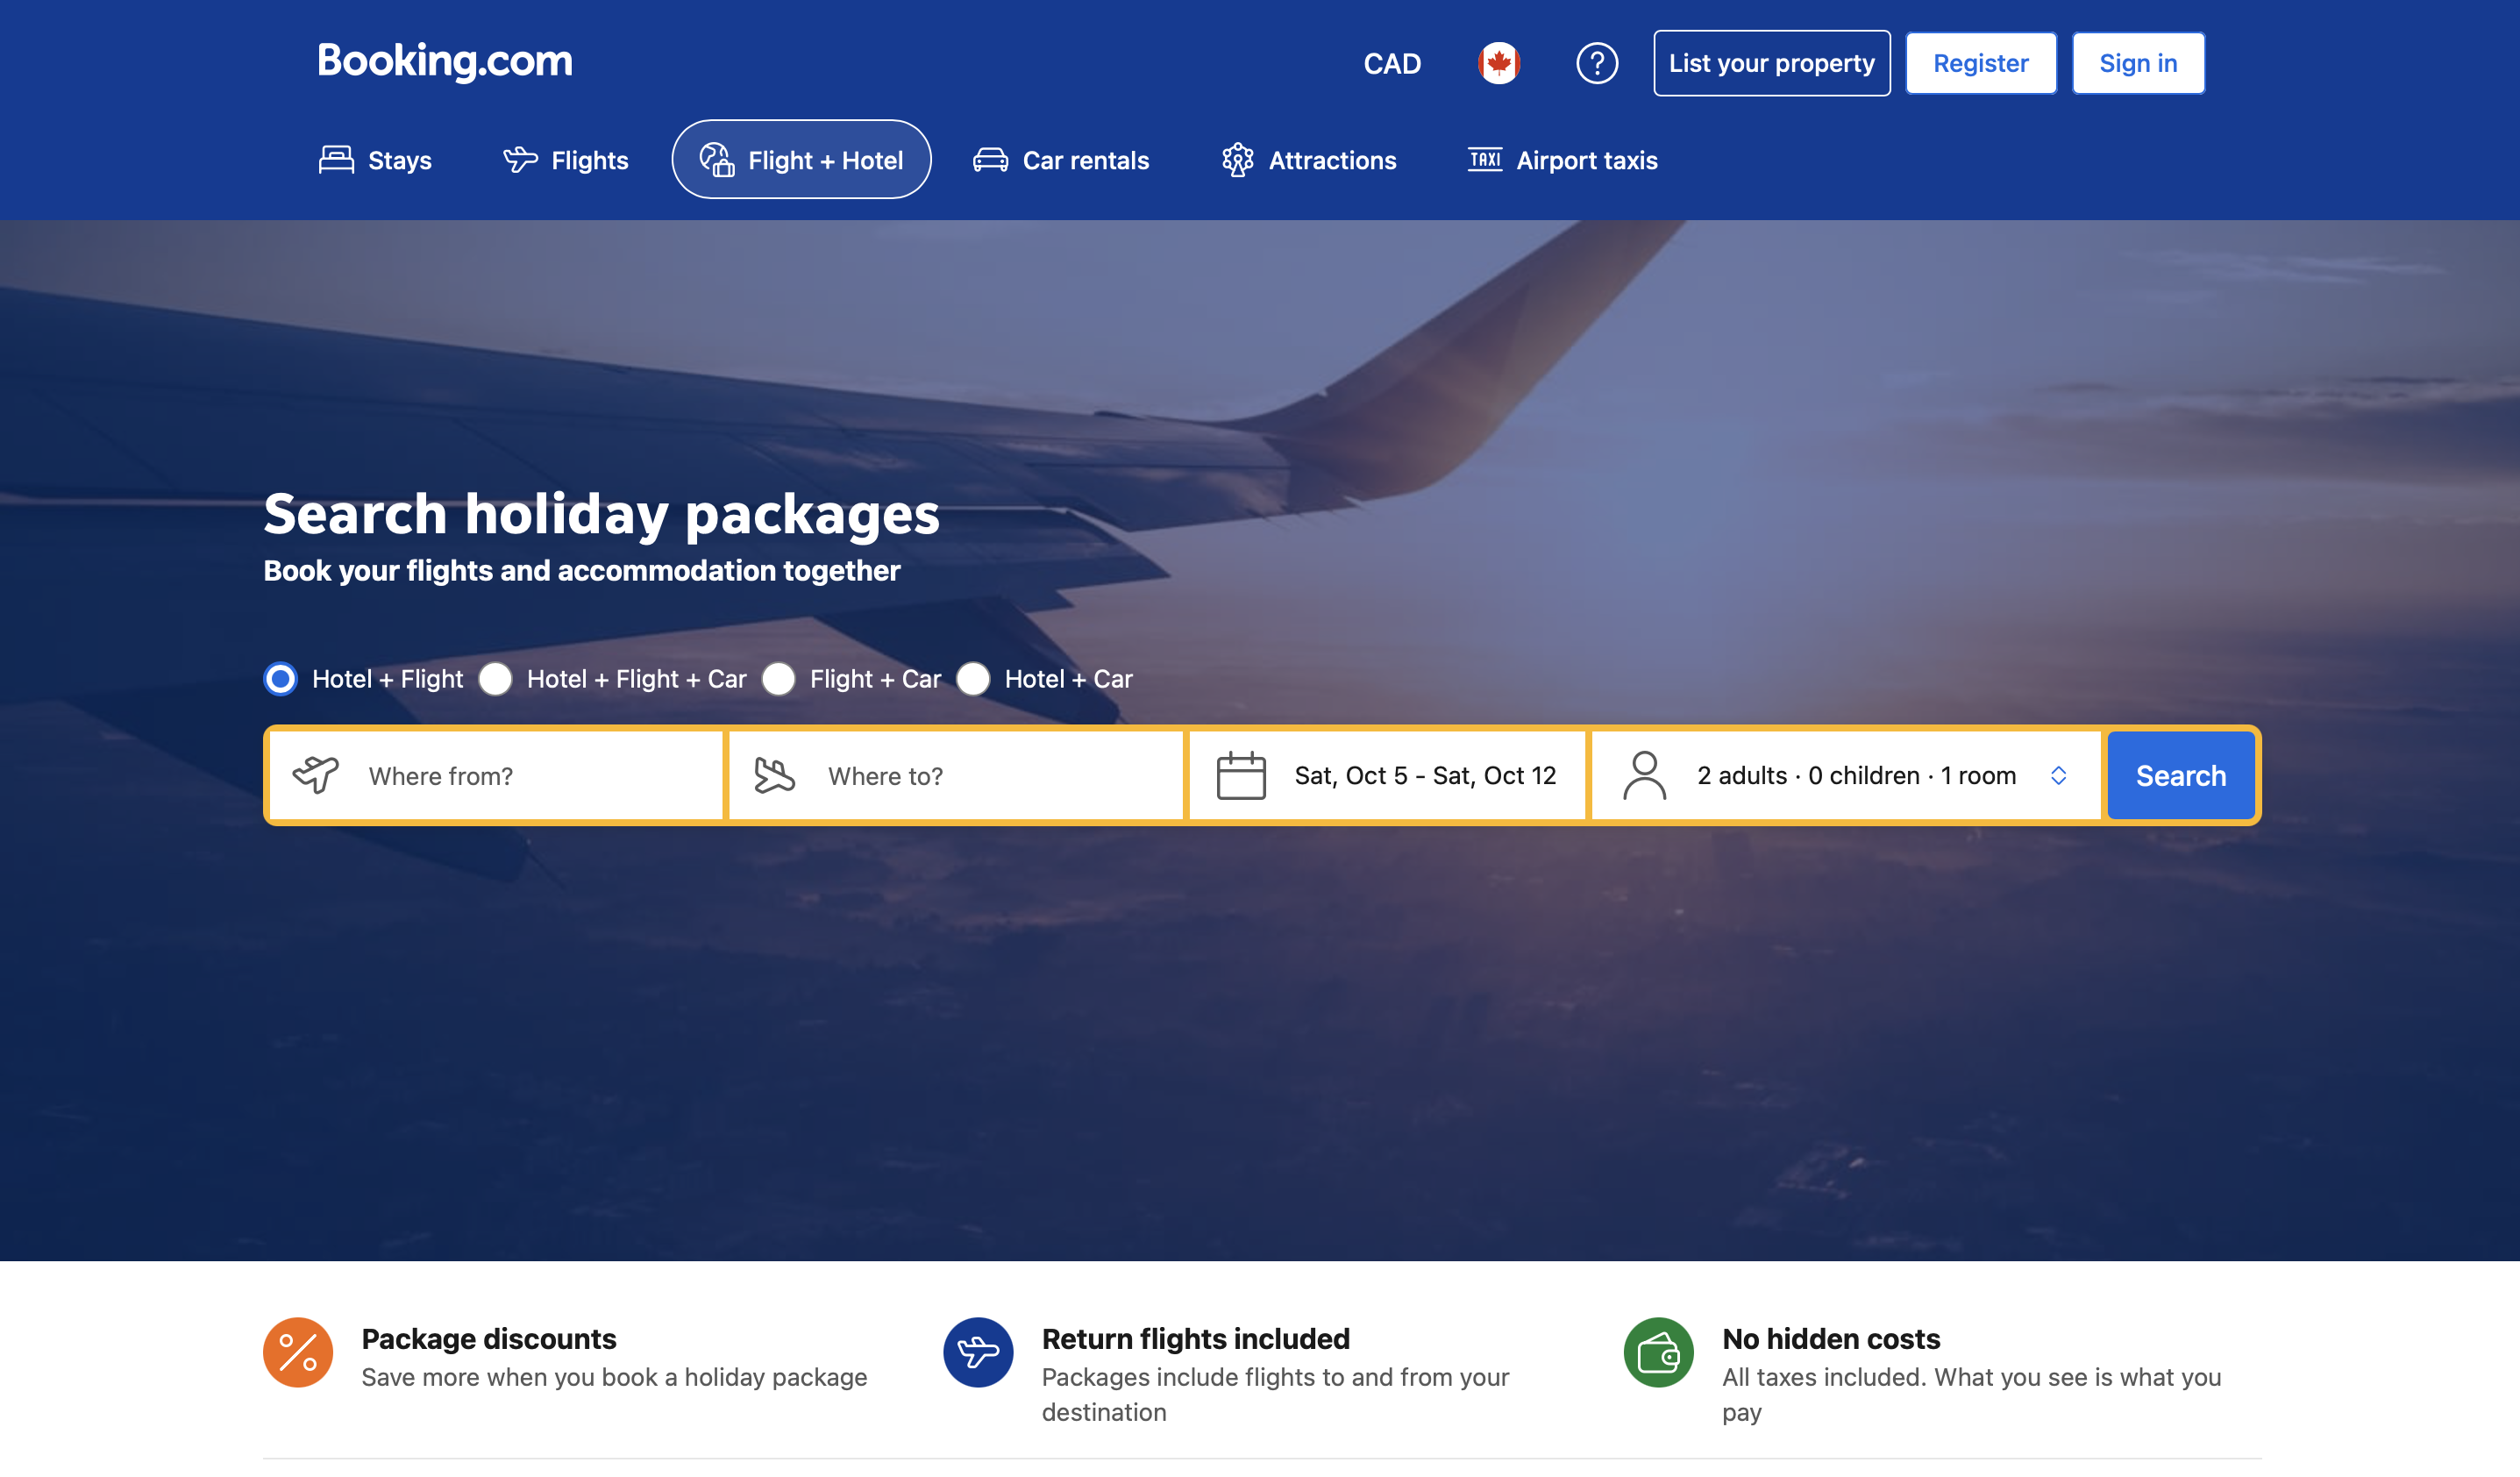 Booking.com
CAD
?
List your property
Register
Sign in
Stays
Flights
Flight + Hotel
Car rentals
Attractions
TAXI
Airport taxis
Search holiday packages
Book your flights and accommodation together
Hotel + Flight
Hotel + Flight + Car
Flight + Car
Hotel + Car
Where from?
Where to?
Sat, Oct 5 - Sat, Oct 12
2 adults · 0 children · 1 room
Search
Package discounts
Save more when you book a holiday package
Return flights included
Packages include flights to and from your
destination
No hidden costs
All taxes included. What you see is what you
pay